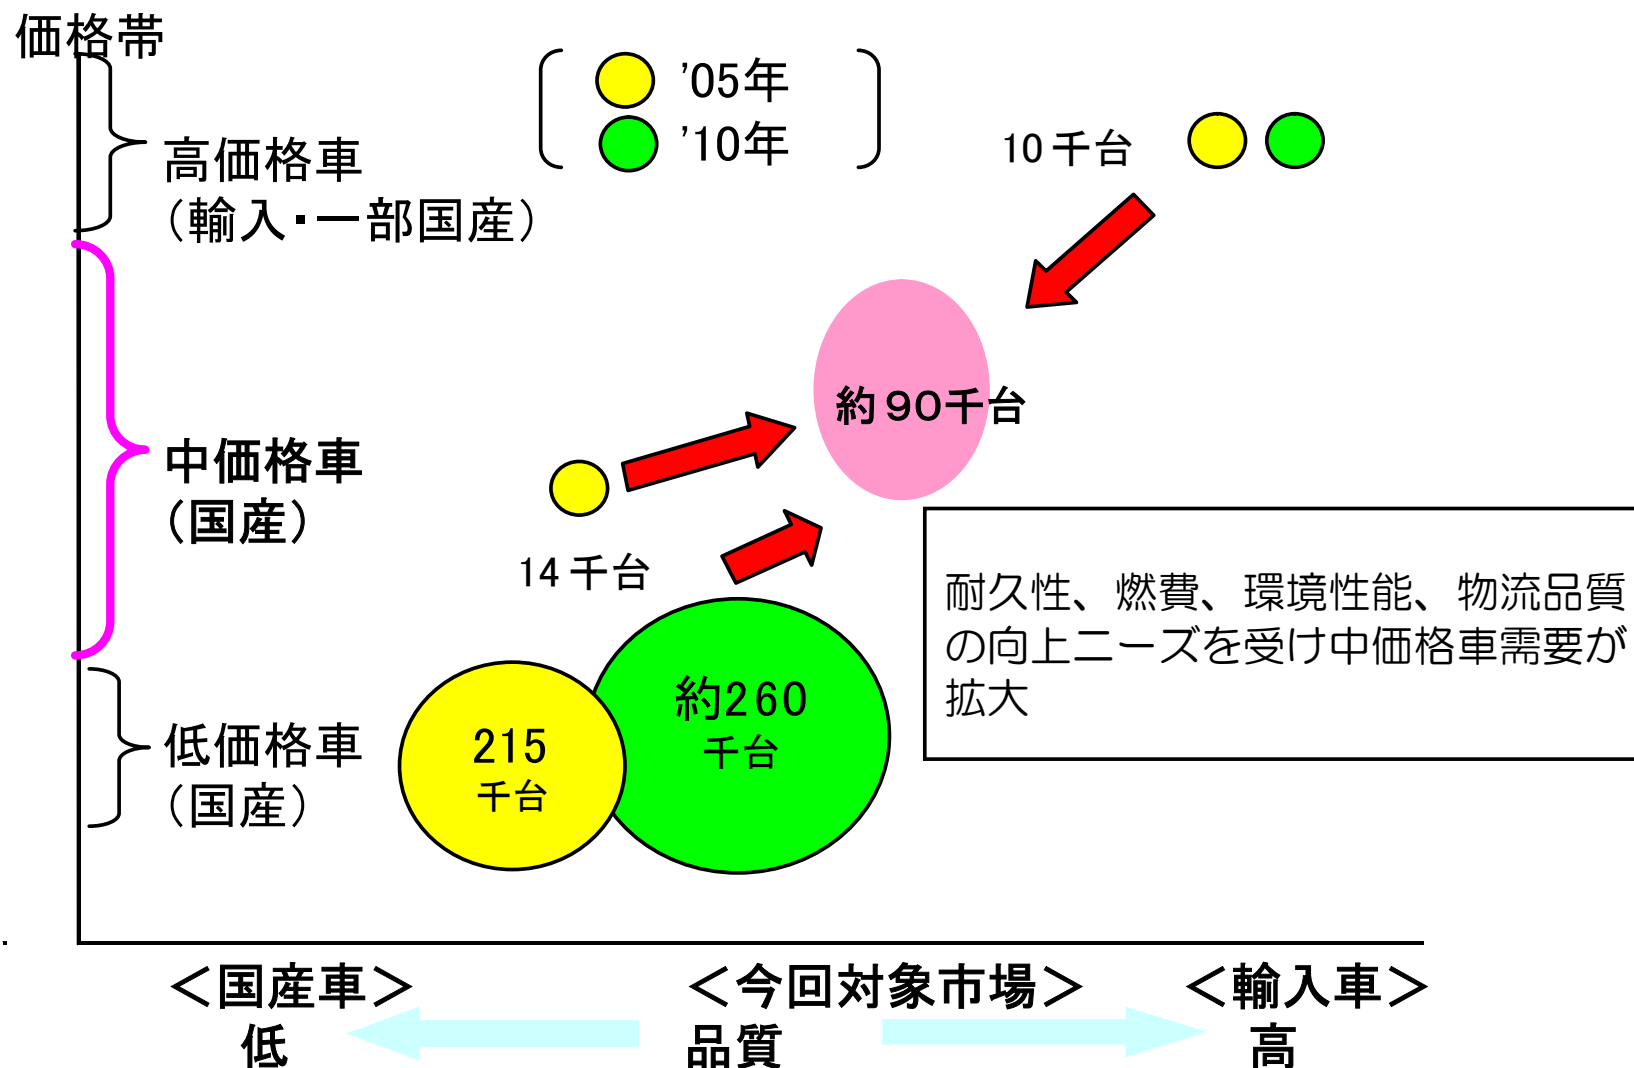 価格帯
'05年
'10年
10千台
高価格車
(輸入・一部国産)
約90千台
中価格車
(国産)
14千台
耐久性、燃費、環境性能、物流品質
の向上ニーズを受け中価格車需要が
拡大
約260
千台
215
千台
低価格車
(国産)
＜国産車＞
＜今回対象市場＞
＜輸入車＞
低
品質
高